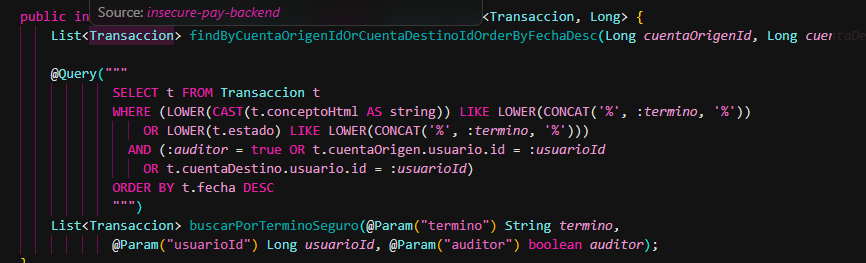 Source: insecure-pay-backend
public in <Transaccion, Long> {
List<Transaccion> findByCuentaOrigenIdOrCuentaDestinoIdOrderByFechaDesc(Long cuentaOrigenId, Long cuentaDe
@Query("""
SELECT t FROM Transaccion t
WHERE (LOWER(CAST(t.conceptoHtml AS string)) LIKE LOWER(CONCAT('%', :termino, '%'))
OR LOWER(t.estado) LIKE LOWER(CONCAT('%', :termino, '%')))
AND (:auditor = true OR t.cuentaOrigen.usuario.id = :usuarioId
OR t.cuentaDestino.usuario.id = :usuarioId)
ORDER BY t.fecha DESC
""")
List<Transaccion> buscarPorTerminoSeguro(@Param("termino") String termino,
@Param("usuarioId") Long usuarioId, @Param("auditor") boolean auditor);
}